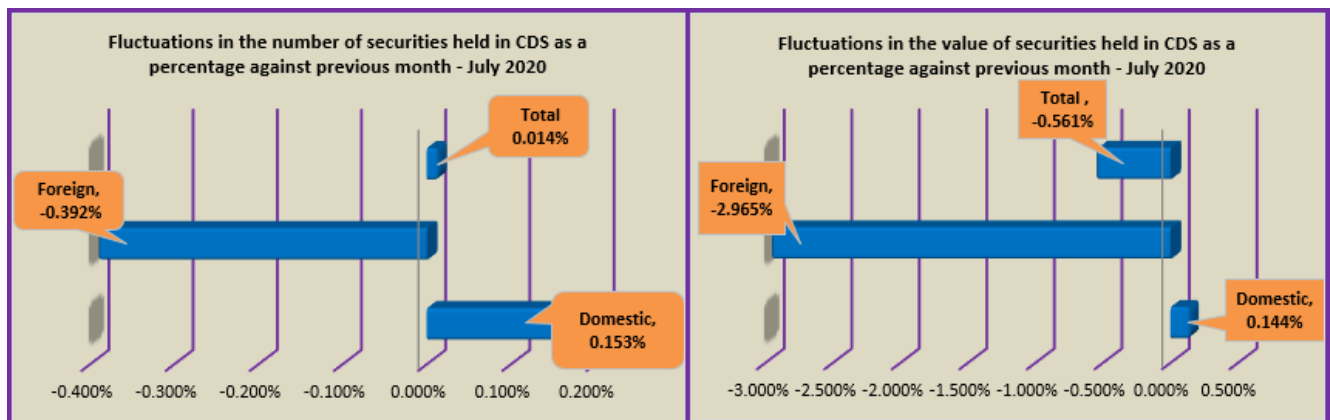 Fluctuations in the number of securities held in CDS as a
percentage against previous month - July 2020
Total
0.014%
Foreign,
-0.392%
Domestic,
0.153%
-0.400%
-0.300%
-0.200%
-0.100%
0.000%
0.100%
0.200%
Fluctuations in the value of securities held in CDS as a
percentage against previous month - July 2020
Total ,
-0.561%
Foreign,
-2.965%
Domestic,
0.144%
-3.000%
-2.500%
-2.000%
-1.500%
-1.000%
-0.500%
0.000%
0.500%